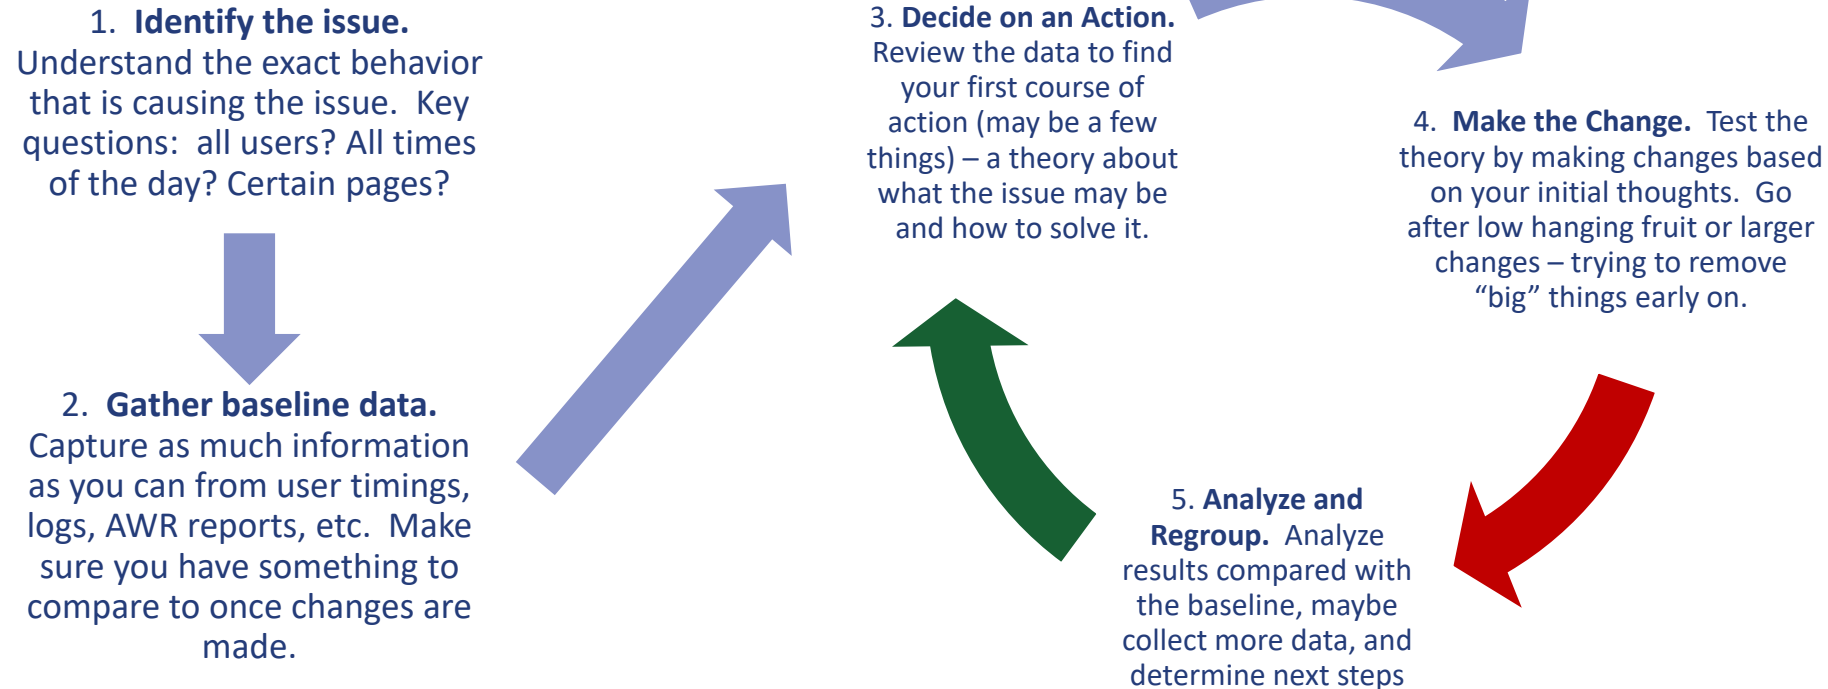 1. Identify the issue.
Understand the exact behavior
that is causing the issue. Key
questions: all users? All times
of the day? Certain pages?
2. Gather baseline data.
Capture as much information
as you can from user timings,
logs, AWR reports, etc. Make
sure you have something to
compare to once changes are
made.
3. Decide on an Action.
Review the data to find
your first course of
action (may be a few
things) – a theory about
what the issue may be
and how to solve it.
4. Make the Change. Test the
theory by making changes based
on your initial thoughts. Go
after low hanging fruit or larger
changes – trying to remove
“big” things early on.
5. Analyze and
Regroup. Analyze
results compared with
the baseline, maybe
collect more data, and
determine next steps